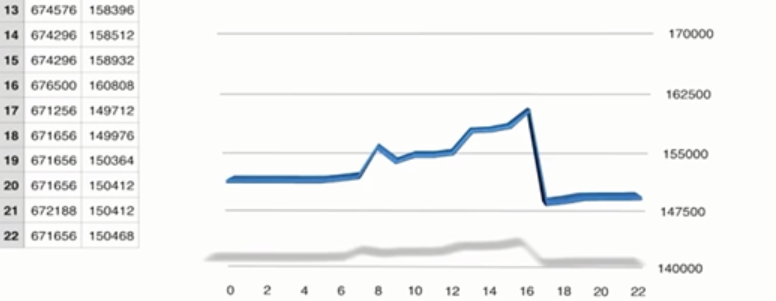 13 674576 158396
14 674296 158512
15 674296 158932
16 676500 160808
17 671256 149712
18 671656 149976
19 671656 150364
20 671656 150412
21 672188 150412
22 671656 150468
170000
162500
155000
147500
140000
0 2 4 6 8 10 12 14 16 18 20 22